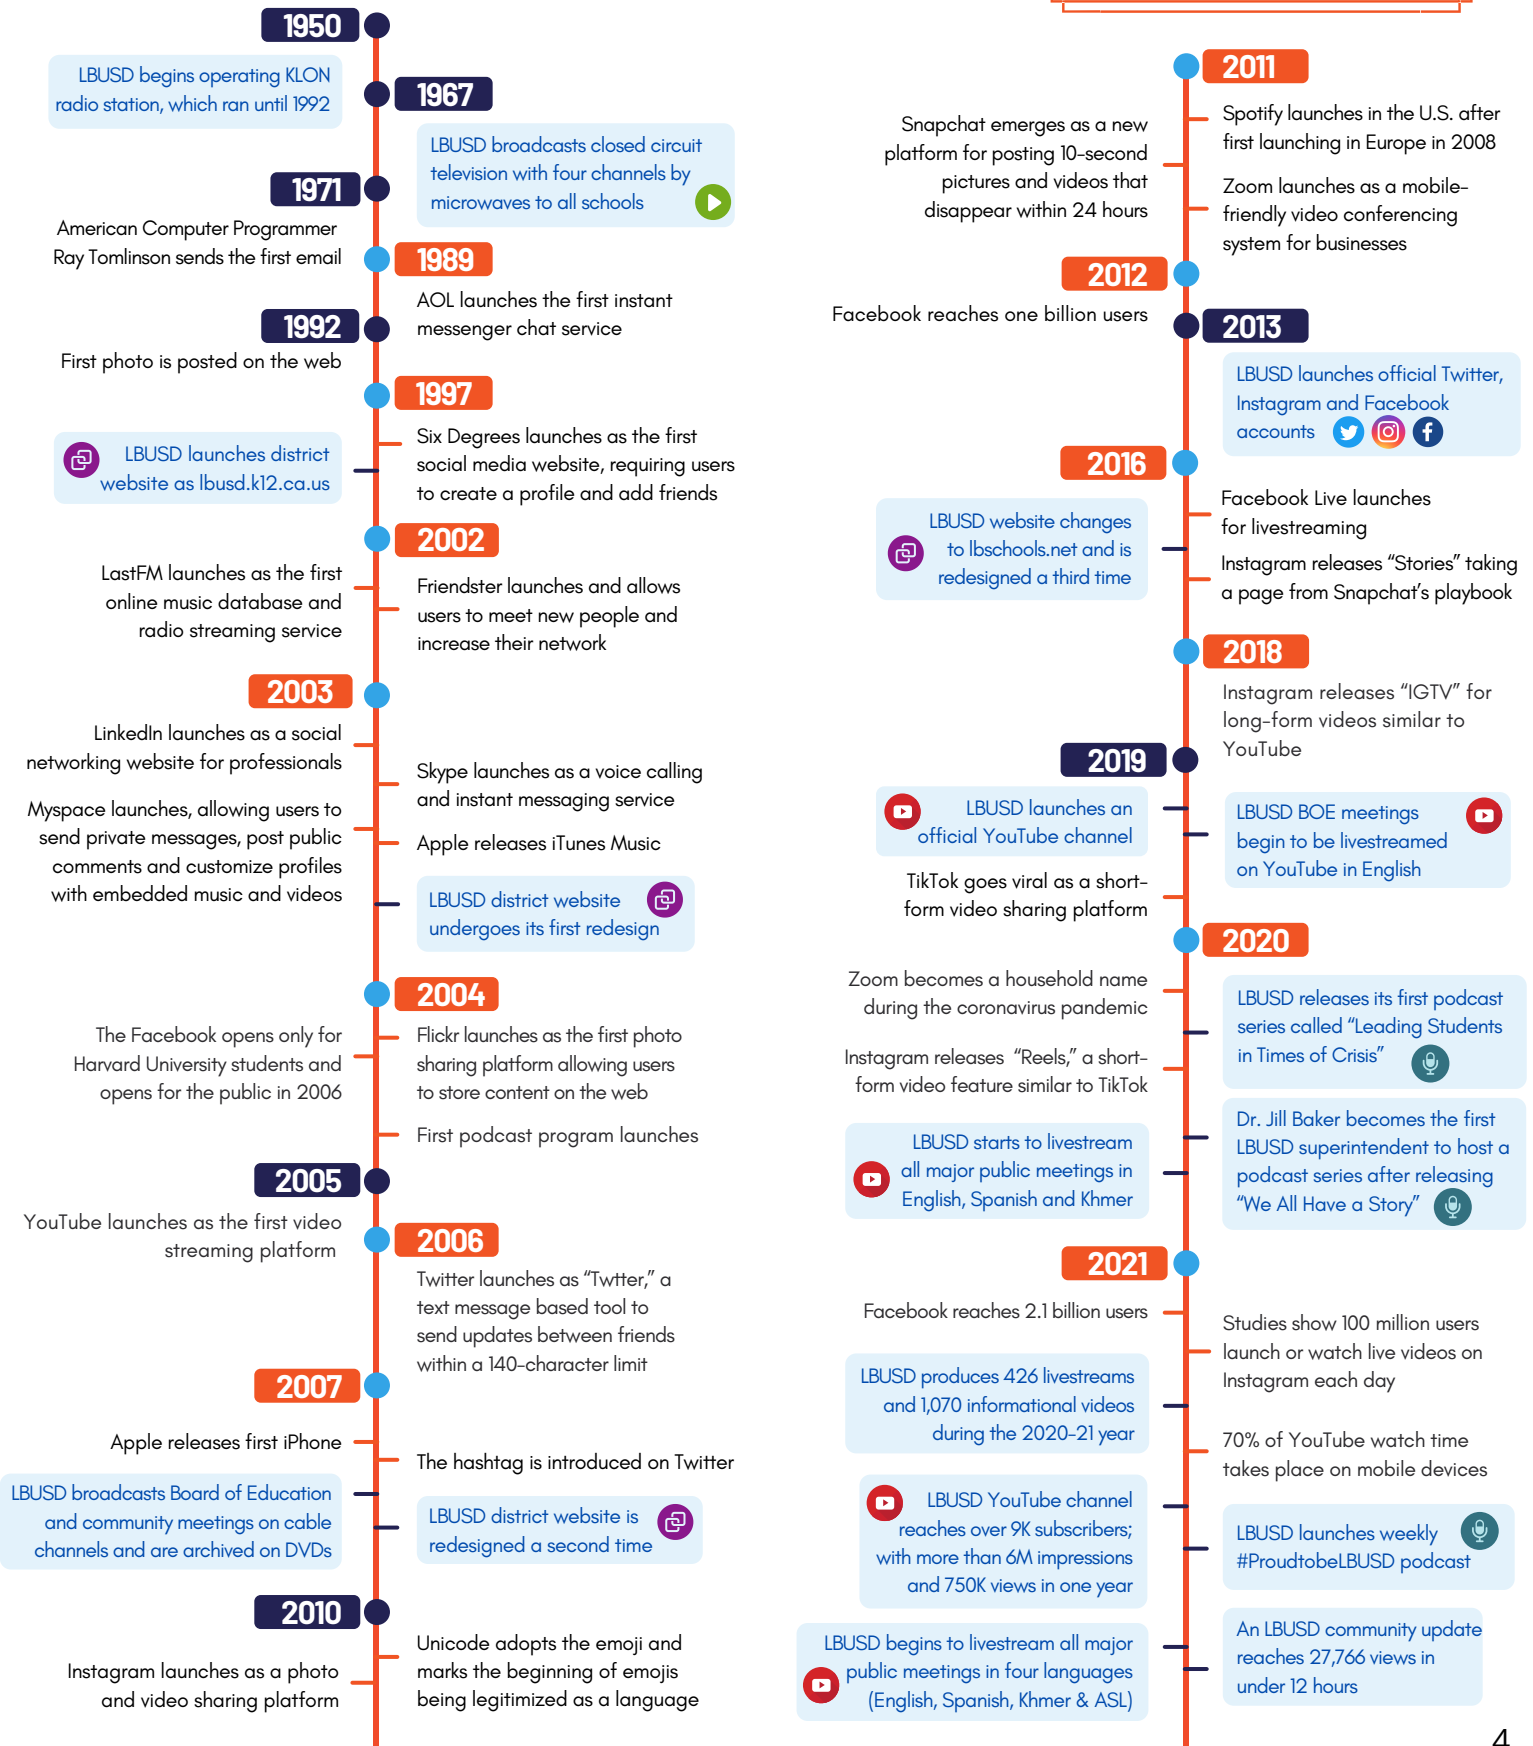 1950
LBUSD begins operating KLON
radio station, which ran until 1992
1967
LBUSD broadcasts closed circuit
television with four channels by
microwaves to all schools
1971
American Computer Programmer
Ray Tomlinson sends the first email
1989
AOL launches the first instant
messenger chat service
1992
First photo is posted on the web
1997
Six Degrees launches as the first
social media website, requiring users
to create a profile and add friends
LBUSD launches district
website as lbusd.k12.ca.us
2002
LastFM launches as the first
online music database and
radio streaming service
Friendster launches and allows
users to meet new people and
increase their network
2003
LinkedIn launches as a social
networking website for professionals
Skype launches as a voice calling
and instant messaging service
Myspace launches, allowing users to
send private messages, post public
comments and customize profiles
with embedded music and videos
Apple releases iTunes Music
LBUSD district website
undergoes its first redesign
2004
The Facebook opens only for
Harvard University students and
opens for the public in 2006
Flickr launches as the first photo
sharing platform allowing users
to store content on the web
First podcast program launches
2005
YouTube launches as the first video
streaming platform
2006
Twitter launches as “Twtter,” a
text message based tool to
send updates between friends
within a 140-character limit
2007
Apple releases first iPhone
The hashtag is introduced on Twitter
LBUSD broadcasts Board of Education
and community meetings on cable
channels and are archived on DVDs
LBUSD district website is
redesigned a second time
2010
Instagram launches as a photo
and video sharing platform
Unicode adopts the emoji and
marks the beginning of emojis
being legitimized as a language
2011
Spotify launches in the U.S. after
first launching in Europe in 2008
Snapchat emerges as a new
platform for posting 10-second
pictures and videos that
disappear within 24 hours
Zoom launches as a mobile-
friendly video conferencing
system for businesses
2012
Facebook reaches one billion users
2013
LBUSD launches official Twitter,
Instagram and Facebook
accounts
2016
Facebook Live launches
for livestreaming
LBUSD website changes
to lbschools.net and is
redesigned a third time
Instagram releases “Stories” taking
a page from Snapchat’s playbook
2018
Instagram releases “IGTV” for
long-form videos similar to
YouTube
2019
LBUSD launches an
official YouTube channel
LBUSD BOE meetings
begin to be livestreamed
on YouTube in English
TikTok goes viral as a short-
form video sharing platform
2020
Zoom becomes a household name
during the coronavirus pandemic
LBUSD releases its first podcast
series called “Leading Students
in Times of Crisis”
Instagram releases “Reels,” a short-
form video feature similar to TikTok
Dr. Jill Baker becomes the first
LBUSD superintendent to host a
podcast series after releasing
“We All Have a Story”
LBUSD starts to livestream
all major public meetings in
English, Spanish and Khmer
2021
Facebook reaches 2.1 billion users
Studies show 100 million users
launch or watch live videos on
Instagram each day
LBUSD produces 426 livestreams
and 1,070 informational videos
during the 2020-21 year
70% of YouTube watch time
takes place on mobile devices
LBUSD YouTube channel
reaches over 9K subscribers;
with more than 6M impressions
and 750K views in one year
LBUSD launches weekly
#ProudtobeLBUSD podcast
LBUSD begins to livestream all major
public meetings in four languages
(English, Spanish, Khmer & ASL)
An LBUSD community update
reaches 27,766 views in
under 12 hours
4